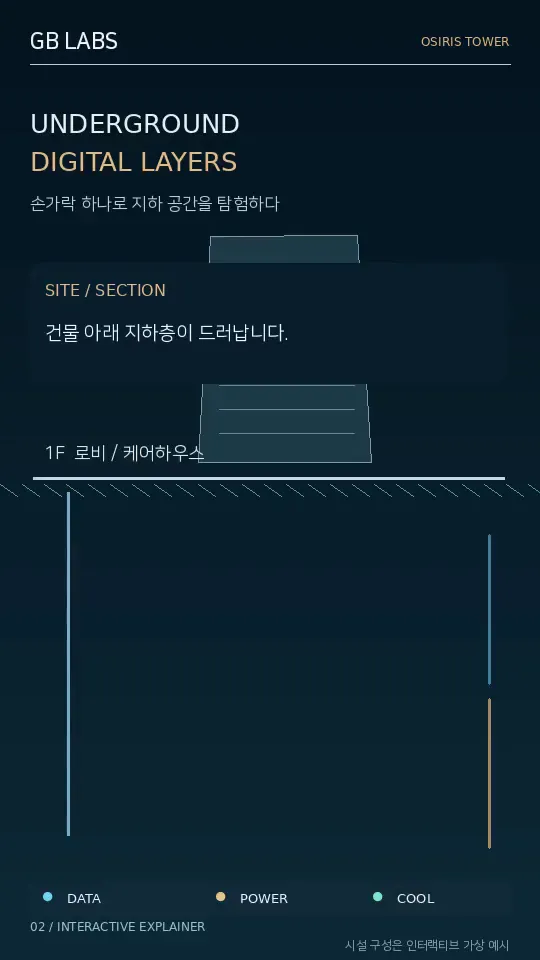 GB LABS
OSIRIS TOWER
UNDERGROUND
DIGITAL LAYERS
손가락 하나로 지하 공간을 탐험하다
SITE / SECTION
건물 아래 지하층이 드러납니다.
1F 로비 / 케어하우스
DATA
POWER
COOL
02 / INTERACTIVE EXPLAINER
시설 구성은 인터랙티브 가상 예시